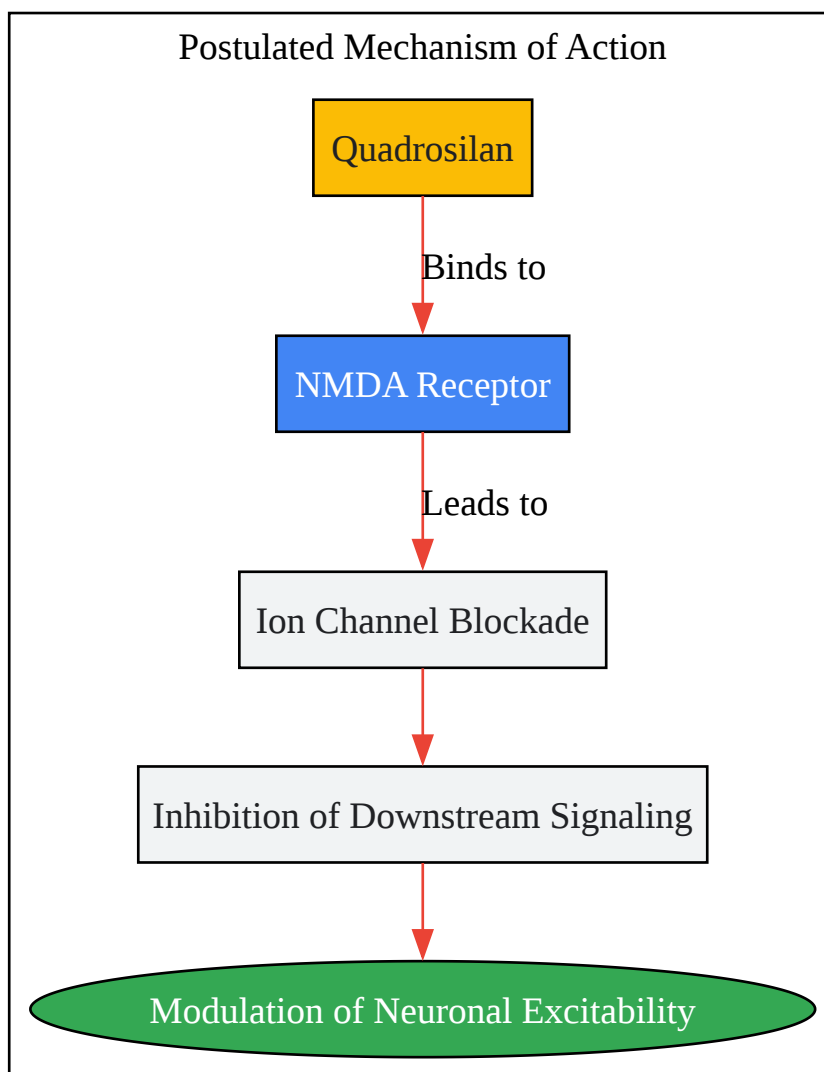 Postulated Mechanism of Action
Quadrosilan
Binds to
NMDA Receptor
Leads to
Ion Channel Blockade
Inhibition of Downstream Signaling
Modulation of Neuronal Excitability